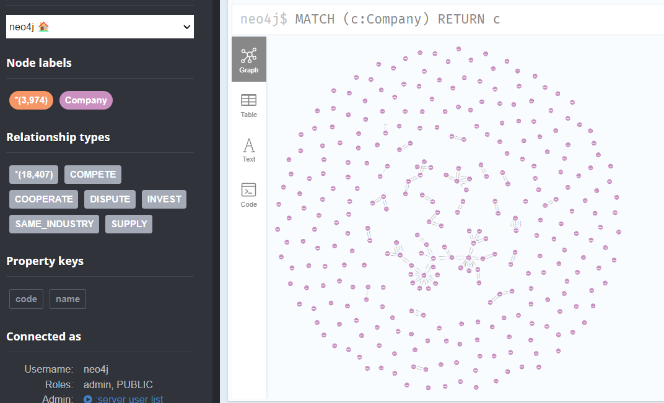 neo4j
Node labels
*(3,974) Company
Relationship types
*(18,407) COMPETE
COOPERATE DISPUTE INVEST
SAME_INDUSTRY SUPPLY
Property keys
code name
Connected as
Username: neo4j
Roles: admin, PUBLIC
Admin: :server user list
neo4j$ MATCH (c:Company) RETURN c
Graph
Table
Text
Code